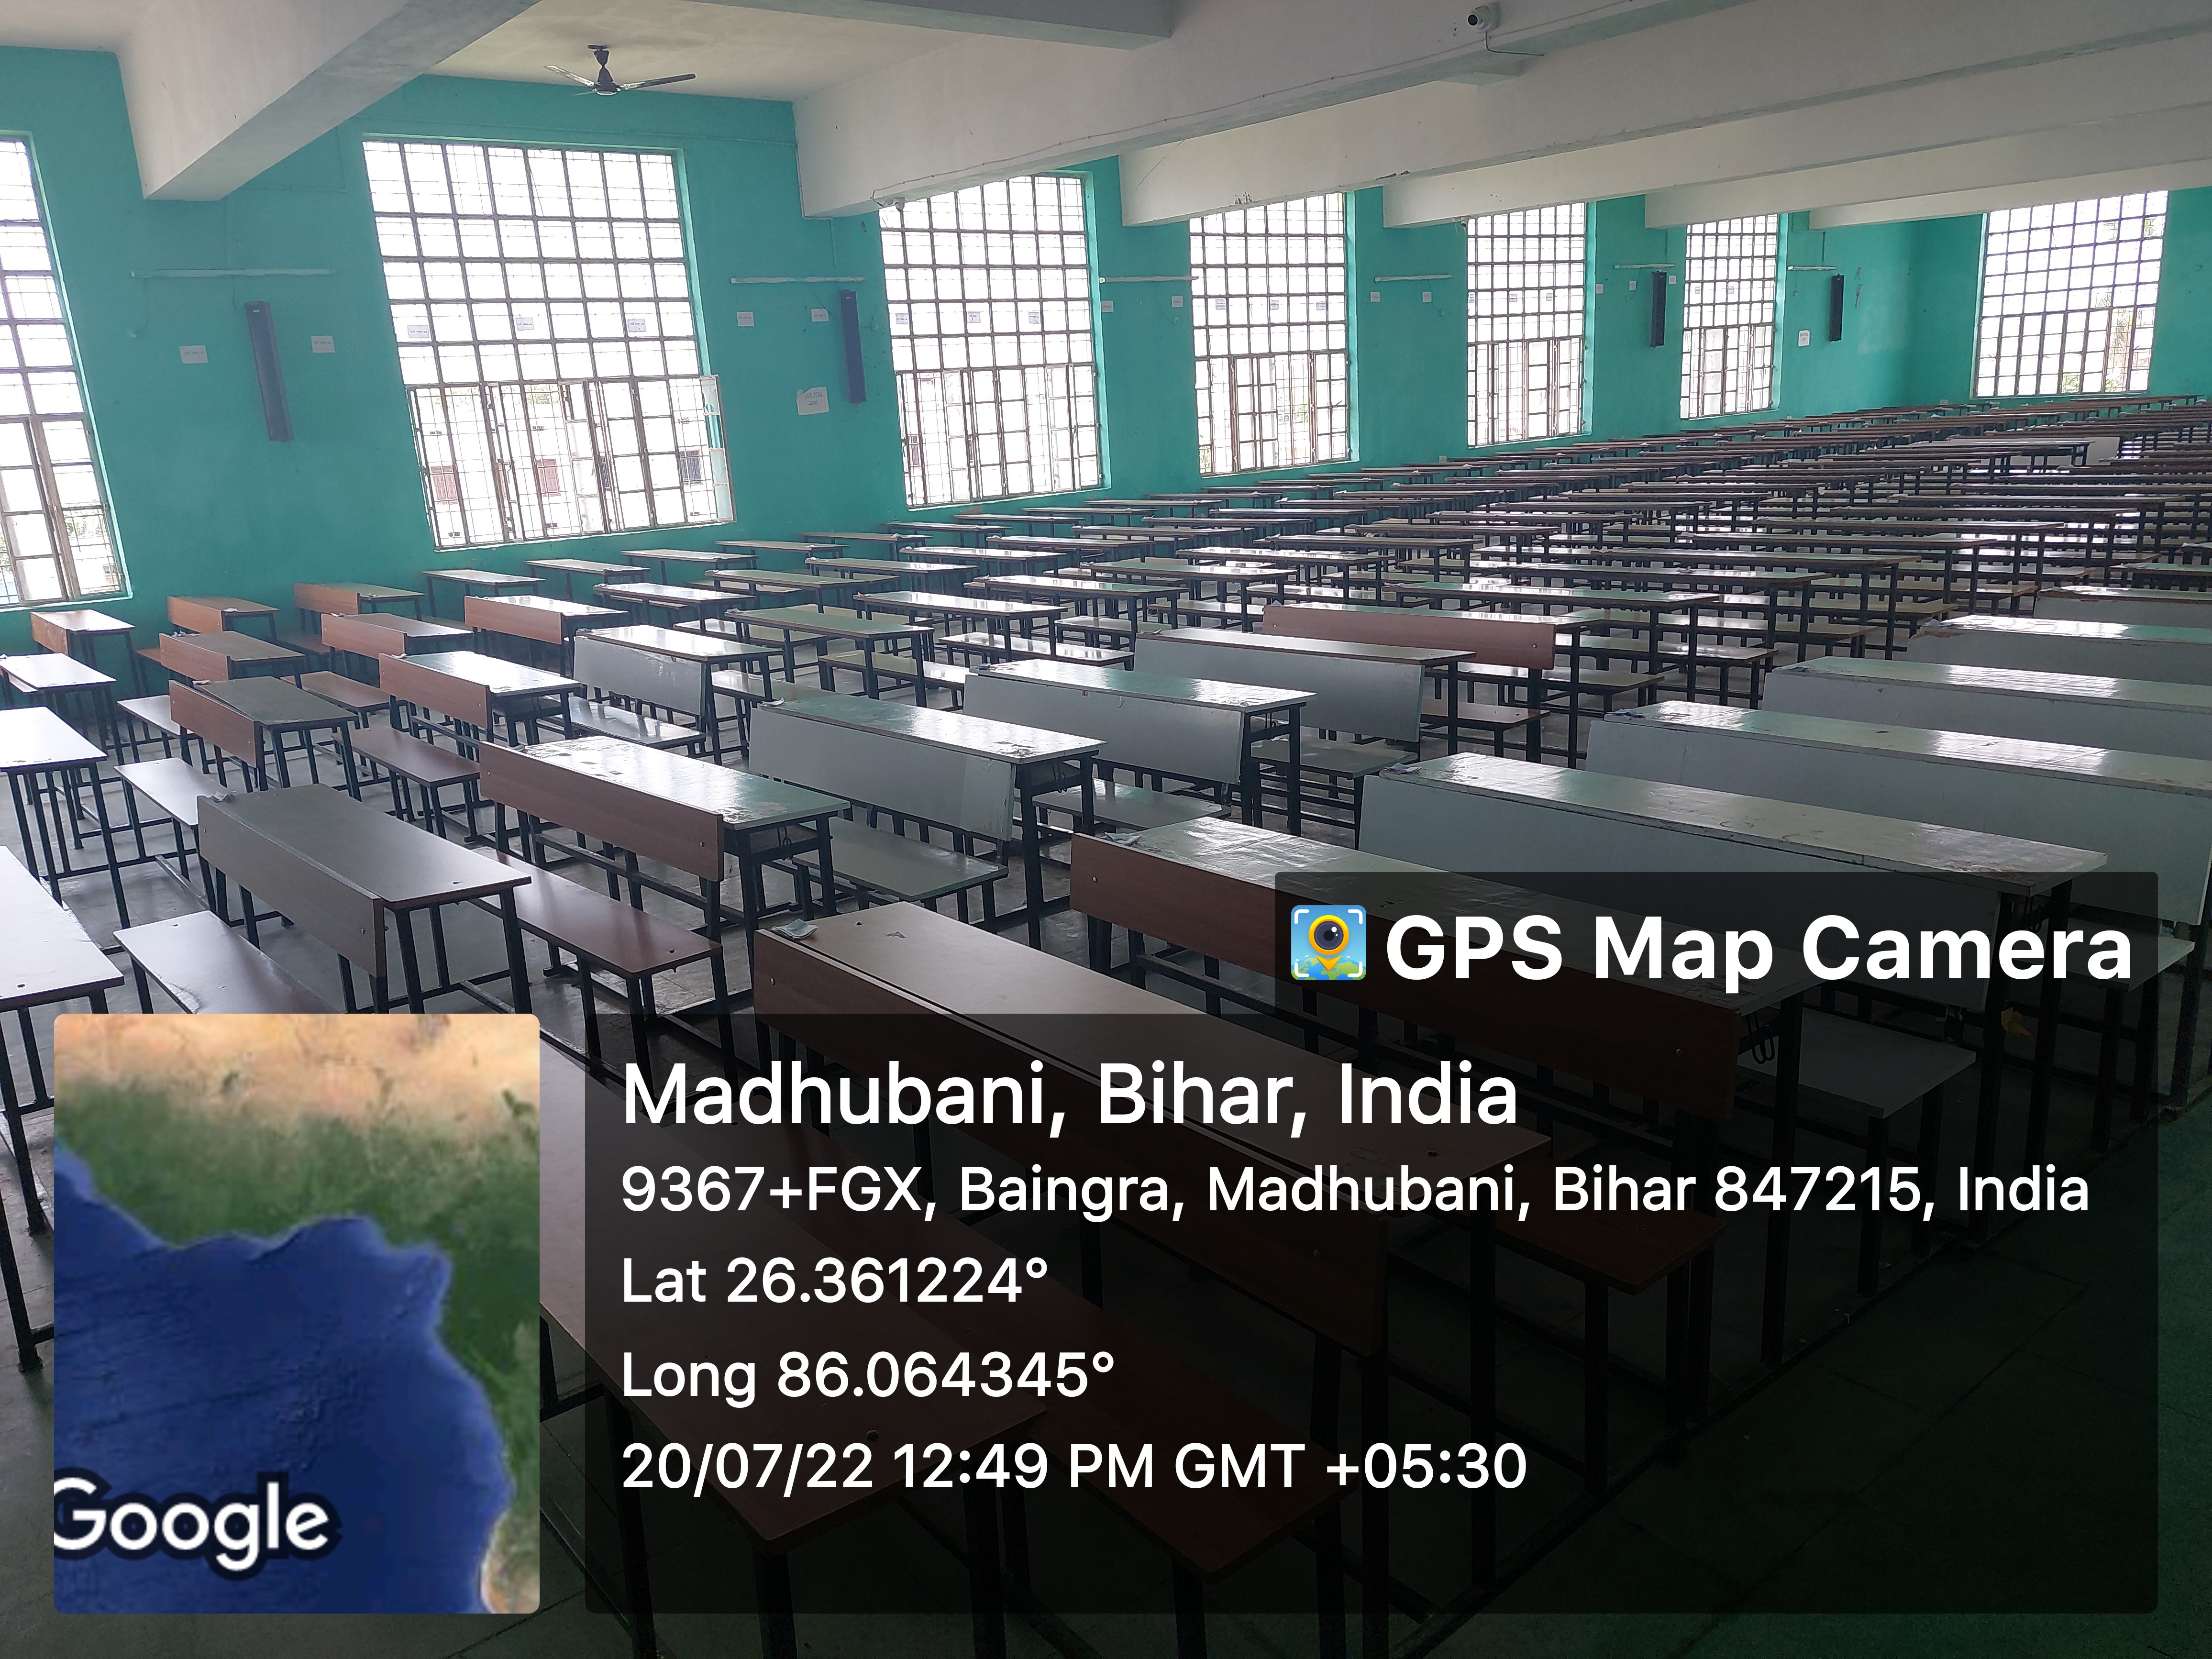 GPS Map Camera
Madhubani, Bihar, India
9367+FGX, Baingra, Madhubani, Bihar 847215, India
Lat 26.361224°
Long 86.064345°
20/07/22 12:49 PM GMT +05:30
Google